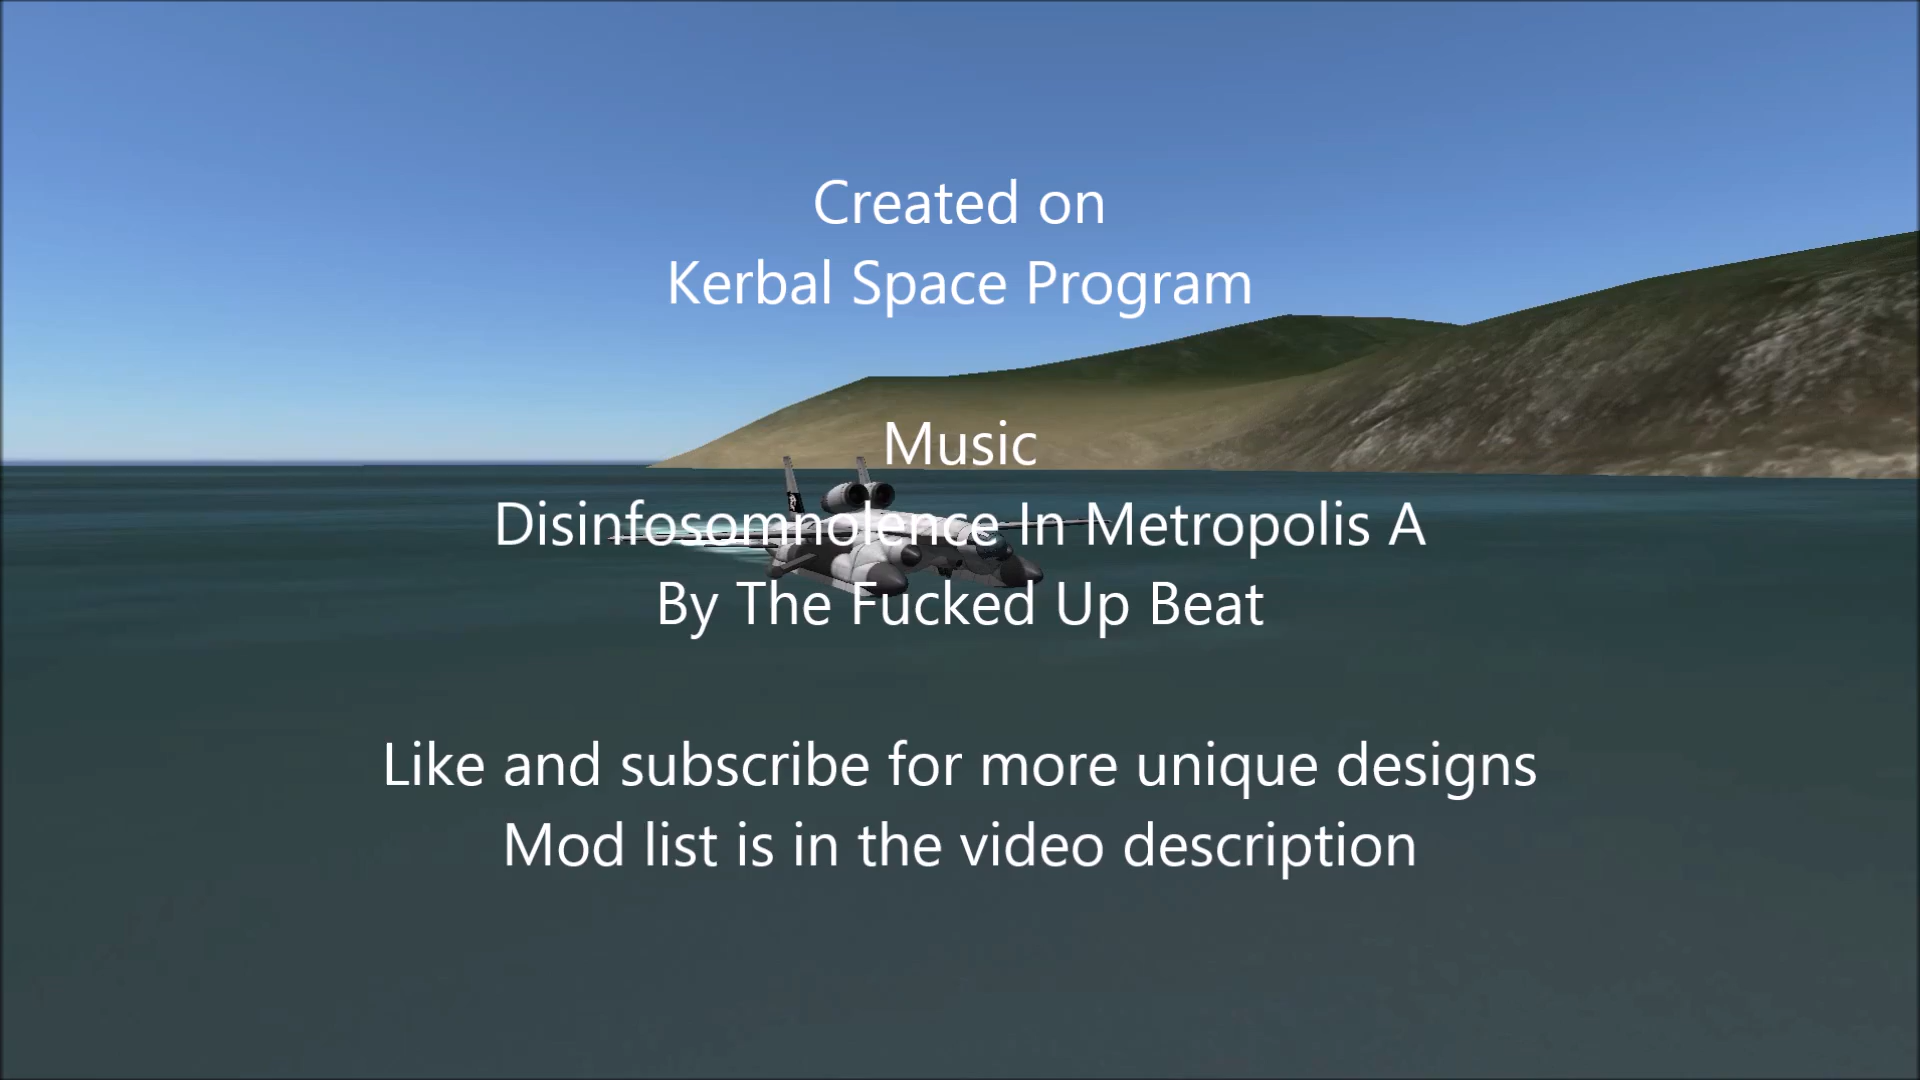 Created on
Kerbal Space Program
Music
Disinfosomnolence In Metropolis A
By The Fucked Up Beat
Like and subscribe for more unique designs
Mod list is in the video description